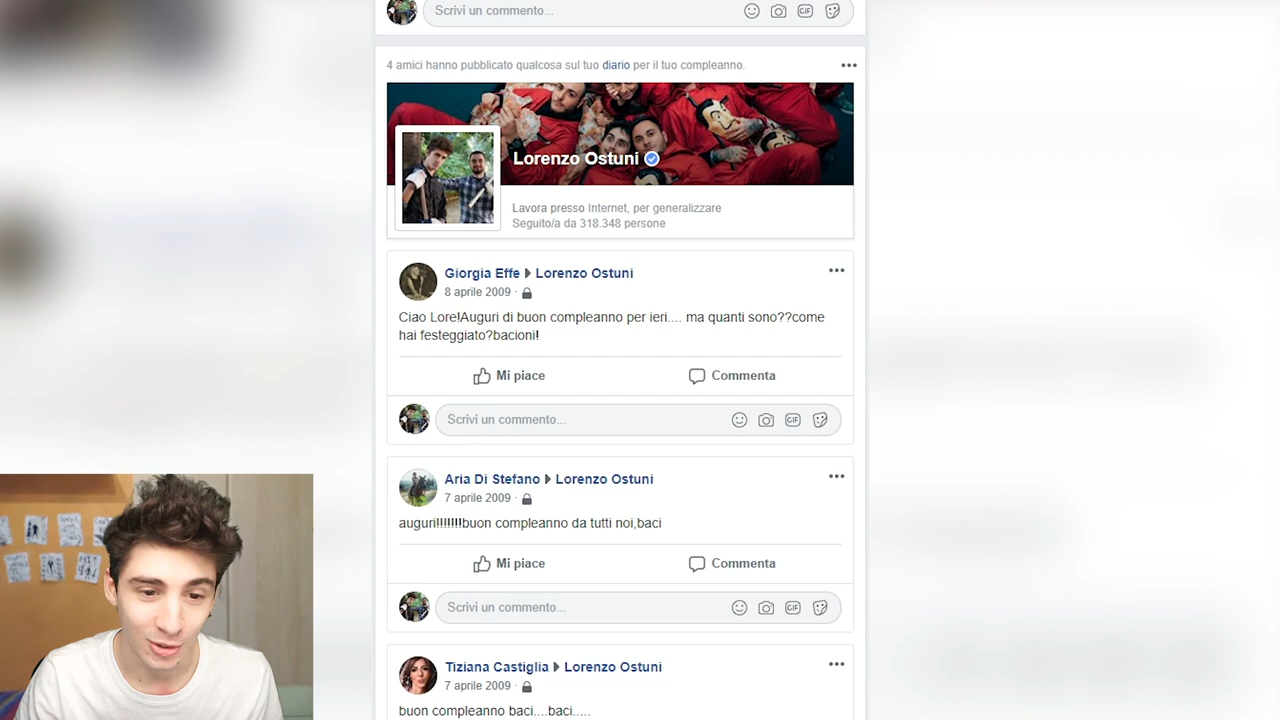 Scrivi un commento...
GIF
4 amici hanno pubblicato qualcosa sul tuo diario per il tuo compleanno.
Lorenzo Ostuni
Lavora presso Internet, per generalizzare
Seguito/a da 318.348 persone
Giorgia Effe Lorenzo Ostuni
8 aprile 2009 ·
Ciao Lore!Auguri di buon compleanno per ieri.... ma quanti sono??come
hai festeggiato?bacioni!
Mi piace Commenta
Scrivi un commento...
GIF
Aria Di Stefano Lorenzo Ostuni
7 aprile 2009 ·
auguri!!!!!!!buon compleanno da tutti noi,baci
Mi piace Commenta
Scrivi un commento...
GIF
Tiziana Castiglia Lorenzo Ostuni
7 aprile 2009 ·
buon compleanno baci....baci.....